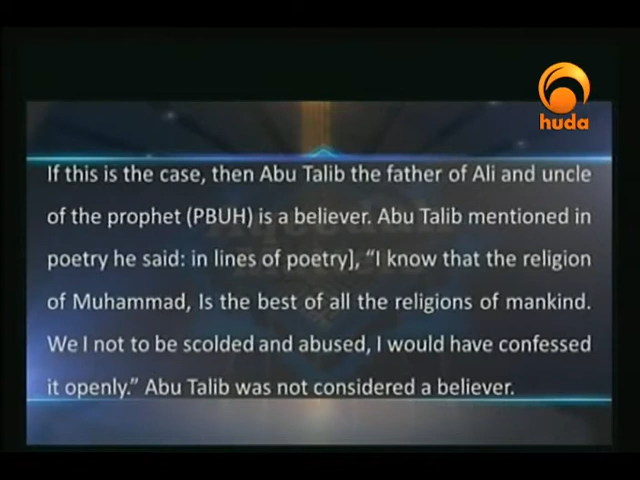 huda
If this is the case, then Abu Talib the father of Ali and uncle
of the prophet (PBUH) is a believer. Abu Talib mentioned in
poetry he said: in lines of poetry], “I know that the religion
of Muhammad, Is the best of all the religions of mankind.
We I not to be scolded and abused, I would have confessed
it openly.” Abu Talib was not considered a believer.